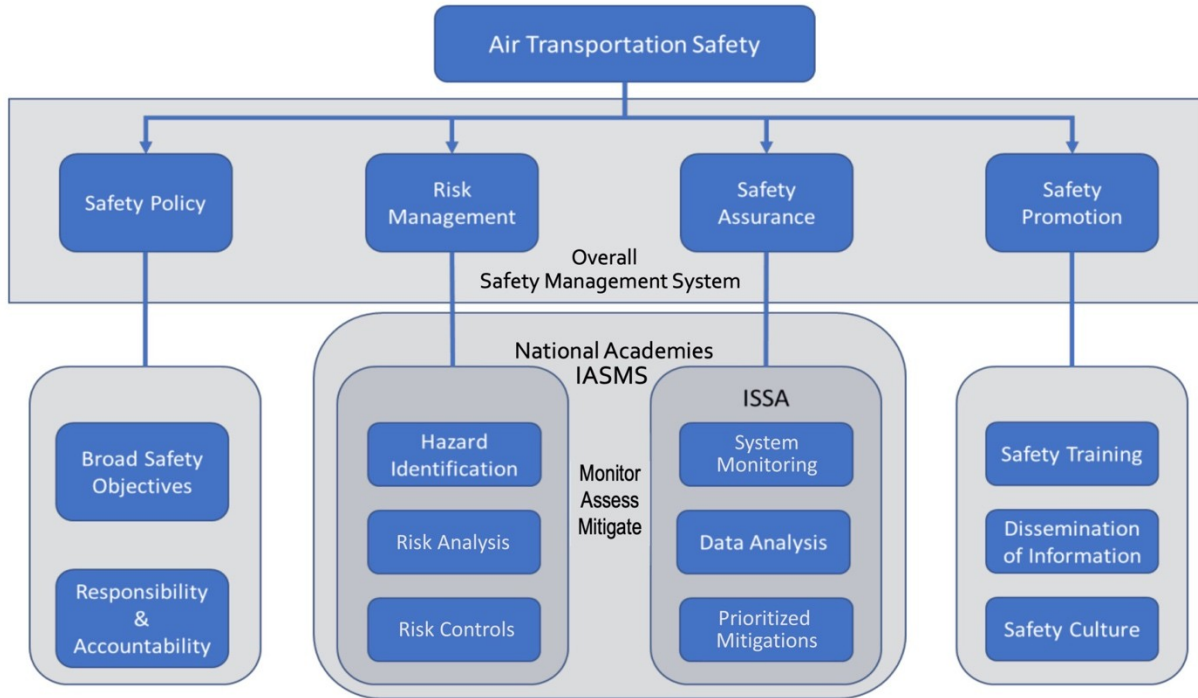 Air Transportation Safety
Safety Policy
Risk
Management
Safety
Assurance
Safety
Promotion
Overall
Safety Management System
National Academies
IASMS
Broad Safety
Objectives
Responsibility
&
Accountability
Hazard
Identification
Risk Analysis
Risk Controls
Monitor
Assess
Mitigate
ISSA
System
Monitoring
Data Analysis
Prioritized
Mitigations
Safety Training
Dissemination
of Information
Safety Culture